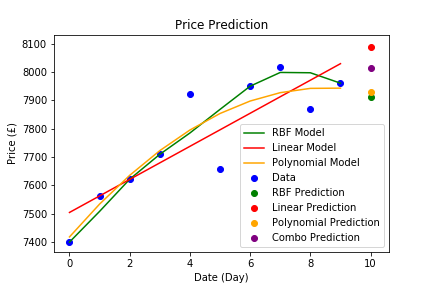 Price Prediction
8100
8000
7900
7800
7700
7600
7500
7400
Price (£)
0
2
4
6
8
10
Date (Day)
RBF Model
Linear Model
Polynomial Model
Data
RBF Prediction
Linear Prediction
Polynomial Prediction
Combo Prediction